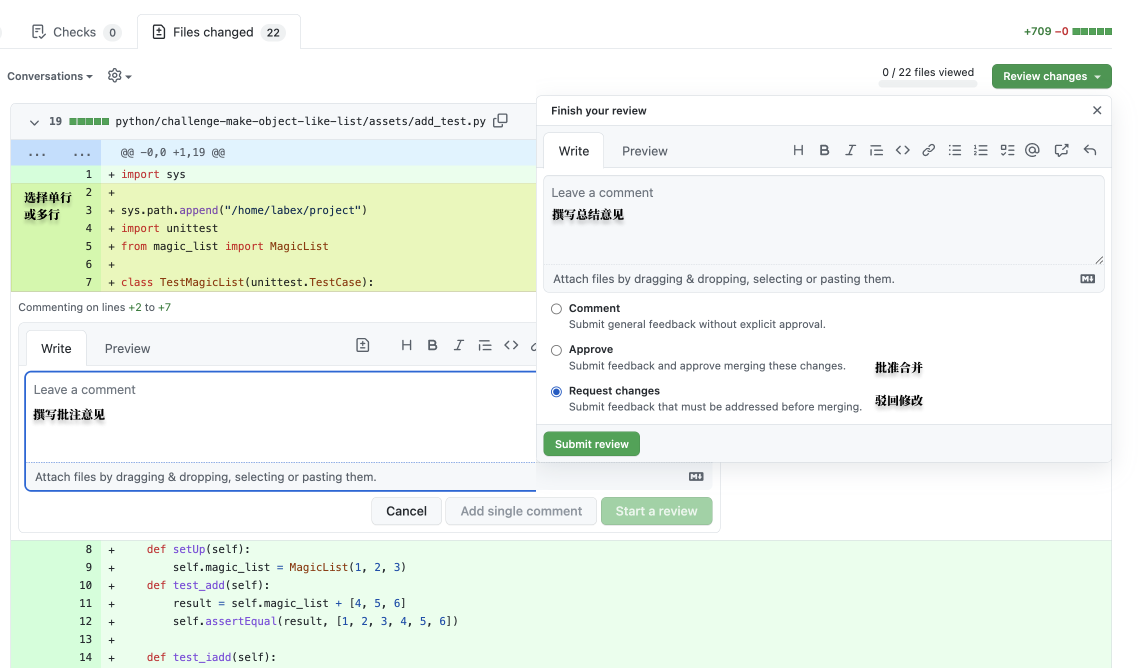 Checks 0 Files changed 22 +709 −0
Conversations 0 / 22 files viewed Review changes
19 python/challenge-make-object-like-list/assets/add_test.py
... ... @@ -0,0 +1,19 @@
1 + import sys
选择单行
或多行
2 +
3 + sys.path.append("/home/labex/project")
4 + import unittest
5 + from magic_list import MagicList
6 +
7 + class TestMagicList(unittest.TestCase):
Commenting on lines +2 to +7
Write Preview
Leave a comment
撰写批注意见
Attach files by dragging & dropping, selecting or pasting them.
Cancel Add single comment Start a review
Finish your review
Write Preview
Leave a comment
撰写总结意见
Attach files by dragging & dropping, selecting or pasting them.
Comment
Submit general feedback without explicit approval.
Approve
Submit feedback and approve merging these changes. 批准合并
Request changes
Submit feedback that must be addressed before merging. 驳回修改
Submit review
8 + def setUp(self):
9 + self.magic_list = MagicList(1, 2, 3)
10 + def test_add(self):
11 + result = self.magic_list + [4, 5, 6]
12 + self.assertEqual(result, [1, 2, 3, 4, 5, 6])
13 +
14 + def test_iadd(self):